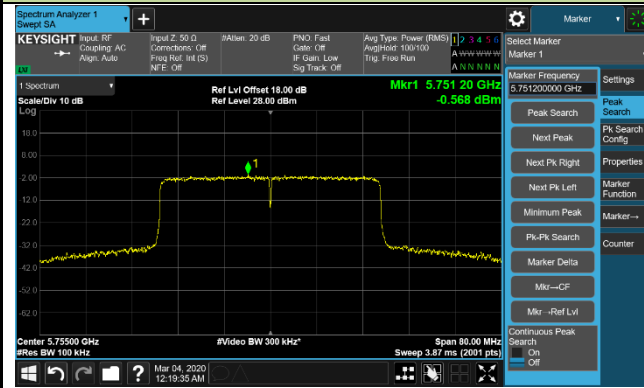 Spectrum Analyzer 1
Swept SA
+
Marker
KEYSIGHT
Input: RF
Coupling: AC
Align: Auto
Input Z: 50 Ω
Corrections: Off
Freq Ref: Int (S)
NFE: Off
#Atten: 20 dB
PNO: Fast
Gate: Off
IF Gain: Low
Sig Track: Off
Avg Type: Power (RMS)
Avg|Hold: 100/100
Trig: Free Run
1 2 3 4 5 6
A W W W W W
A N N N N N
LXI
1 Spectrum
Scale/Div 10 dB
Log
Ref Lvl Offset 18.00 dB
Ref Level 28.00 dBm
Mkr1 5.751 20 GHz
-0.568 dBm
18.0
8.00
-2.00
-12.0
-22.0
-32.0
-42.0
-52.0
-62.0
1
Center 5.75500 GHz
#Res BW 100 kHz
#Video BW 300 kHz*
Span 80.00 MHz
Sweep 3.87 ms (2001 pts)
Select Marker
Marker 1
Marker Frequency
5.751200000 GHz
Peak Search
Next Peak
Next Pk Right
Next Pk Left
Minimum Peak
Pk-Pk Search
Marker Delta
Mkr→CF
Mkr→Ref Lvl
Continuous Peak
Search
On
Off
Settings
Peak
Search
Pk Search
Config
Properties
Marker
Function
Marker→
Counter
?
Mar 04, 2020
12:19:35 AM